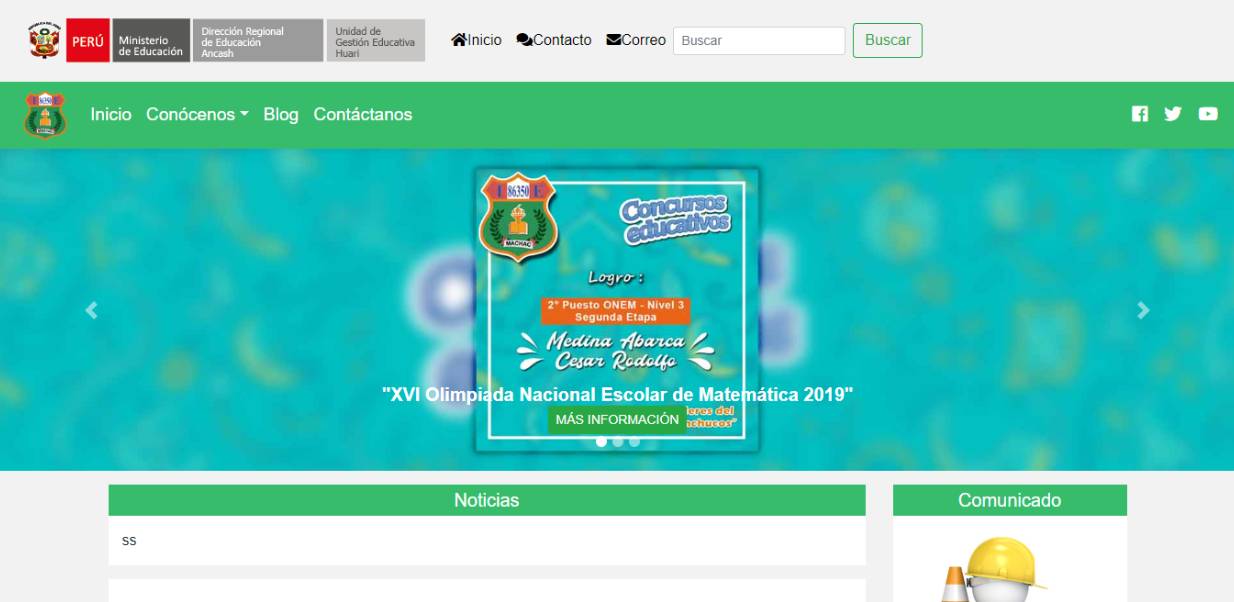 PERÚ
Ministerio
de Educación
Dirección Regional
de Educación
Ancash
Unidad de
Gestión Educativa
Huari
Inicio Contacto Correo Buscar Buscar
Inicio Conócenos Blog Contáctanos
I 86350 E
MACHAC
Concursos
educativos
Logro :
2° Puesto ONEM - Nivel 3
Segunda Etapa
Medina Abarca
Cesar Rodolfo
"XVI Olimpiada Nacional Escolar de Matemática 2019"
MÁS INFORMACIÓN
Noticias
ss
Comunicado